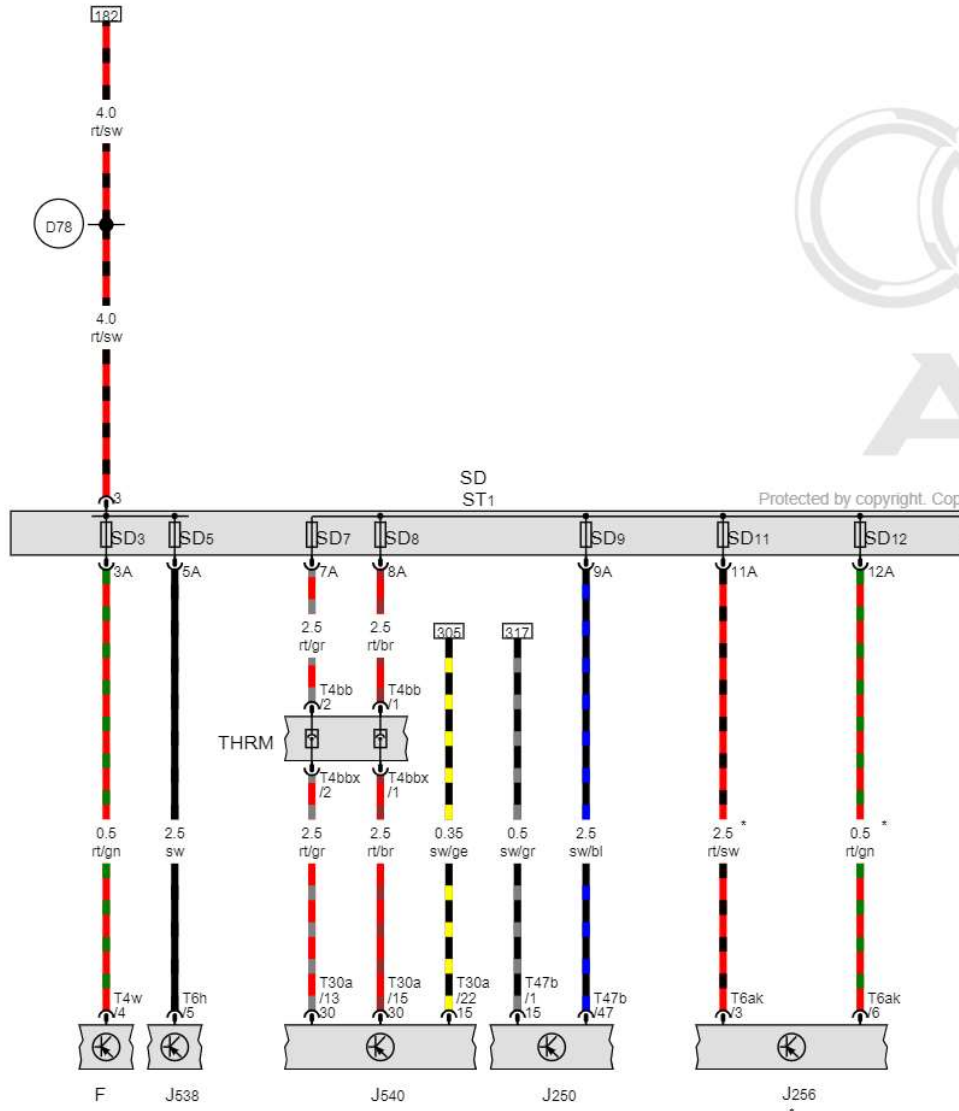 182
4.0
rt/sw
D78
4.0
rt/sw
SD
ST1
Protected by copyright. Cop
3
SD3 SD5 SD7 SD8 SD9 SD11 SD12
3A 5A 7A 8A 9A 11A 12A
2.5 2.5
rt/gr rt/br
305 317
T4bb T4bb
/2 /1
THRM
T4bbx T4bbx
/2 /1
0.5 2.5 2.5 2.5 0.35 0.5 2.5 2.5 * 0.5 *
rt/gn sw rt/gr rt/br sw/ge sw/gr sw/bl rt/sw rt/gn
T30a T30a T30a T47b
T4w T6h /13 /15 /22 /1 T47b T6ak T6ak
/4 /5 30 30 15 15 /47 /3 /6
F J538 J540 J250 J256